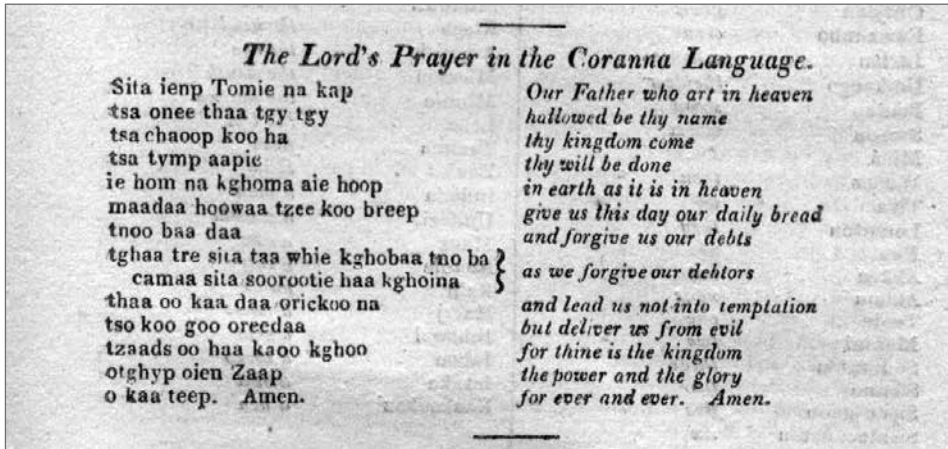 The Lord's Prayer in the Coranna Language.
Sita ienp Tomie na kap
tsa onee thaa tgy tgy
tsa chaoop koo ha
tsa tymp aapie
ie hom na kghoma aie hoop
maadaa hoowaa tzee koo breep
tnoo baa daa
tghaa tre sita taa whie kghobaa tno ba
camaa sita soorootie haa kghoina
thaa oo kaa daa orickoo na
tso koo goo oreedaa
tzaads oo haa kaoo kghoo
otghyp oien Zaap
o kaa teep. Amen.
Our Father who art in heaven
hallowed be thy name
thy kingdom come
thy will be done
in earth as it is in heaven
give us this day our daily bread
and forgive us our debts
as we forgive our debtors
and lead us not into temptation
but deliver us from evil
for thine is the kingdom
the power and the glory
for ever and ever. Amen.